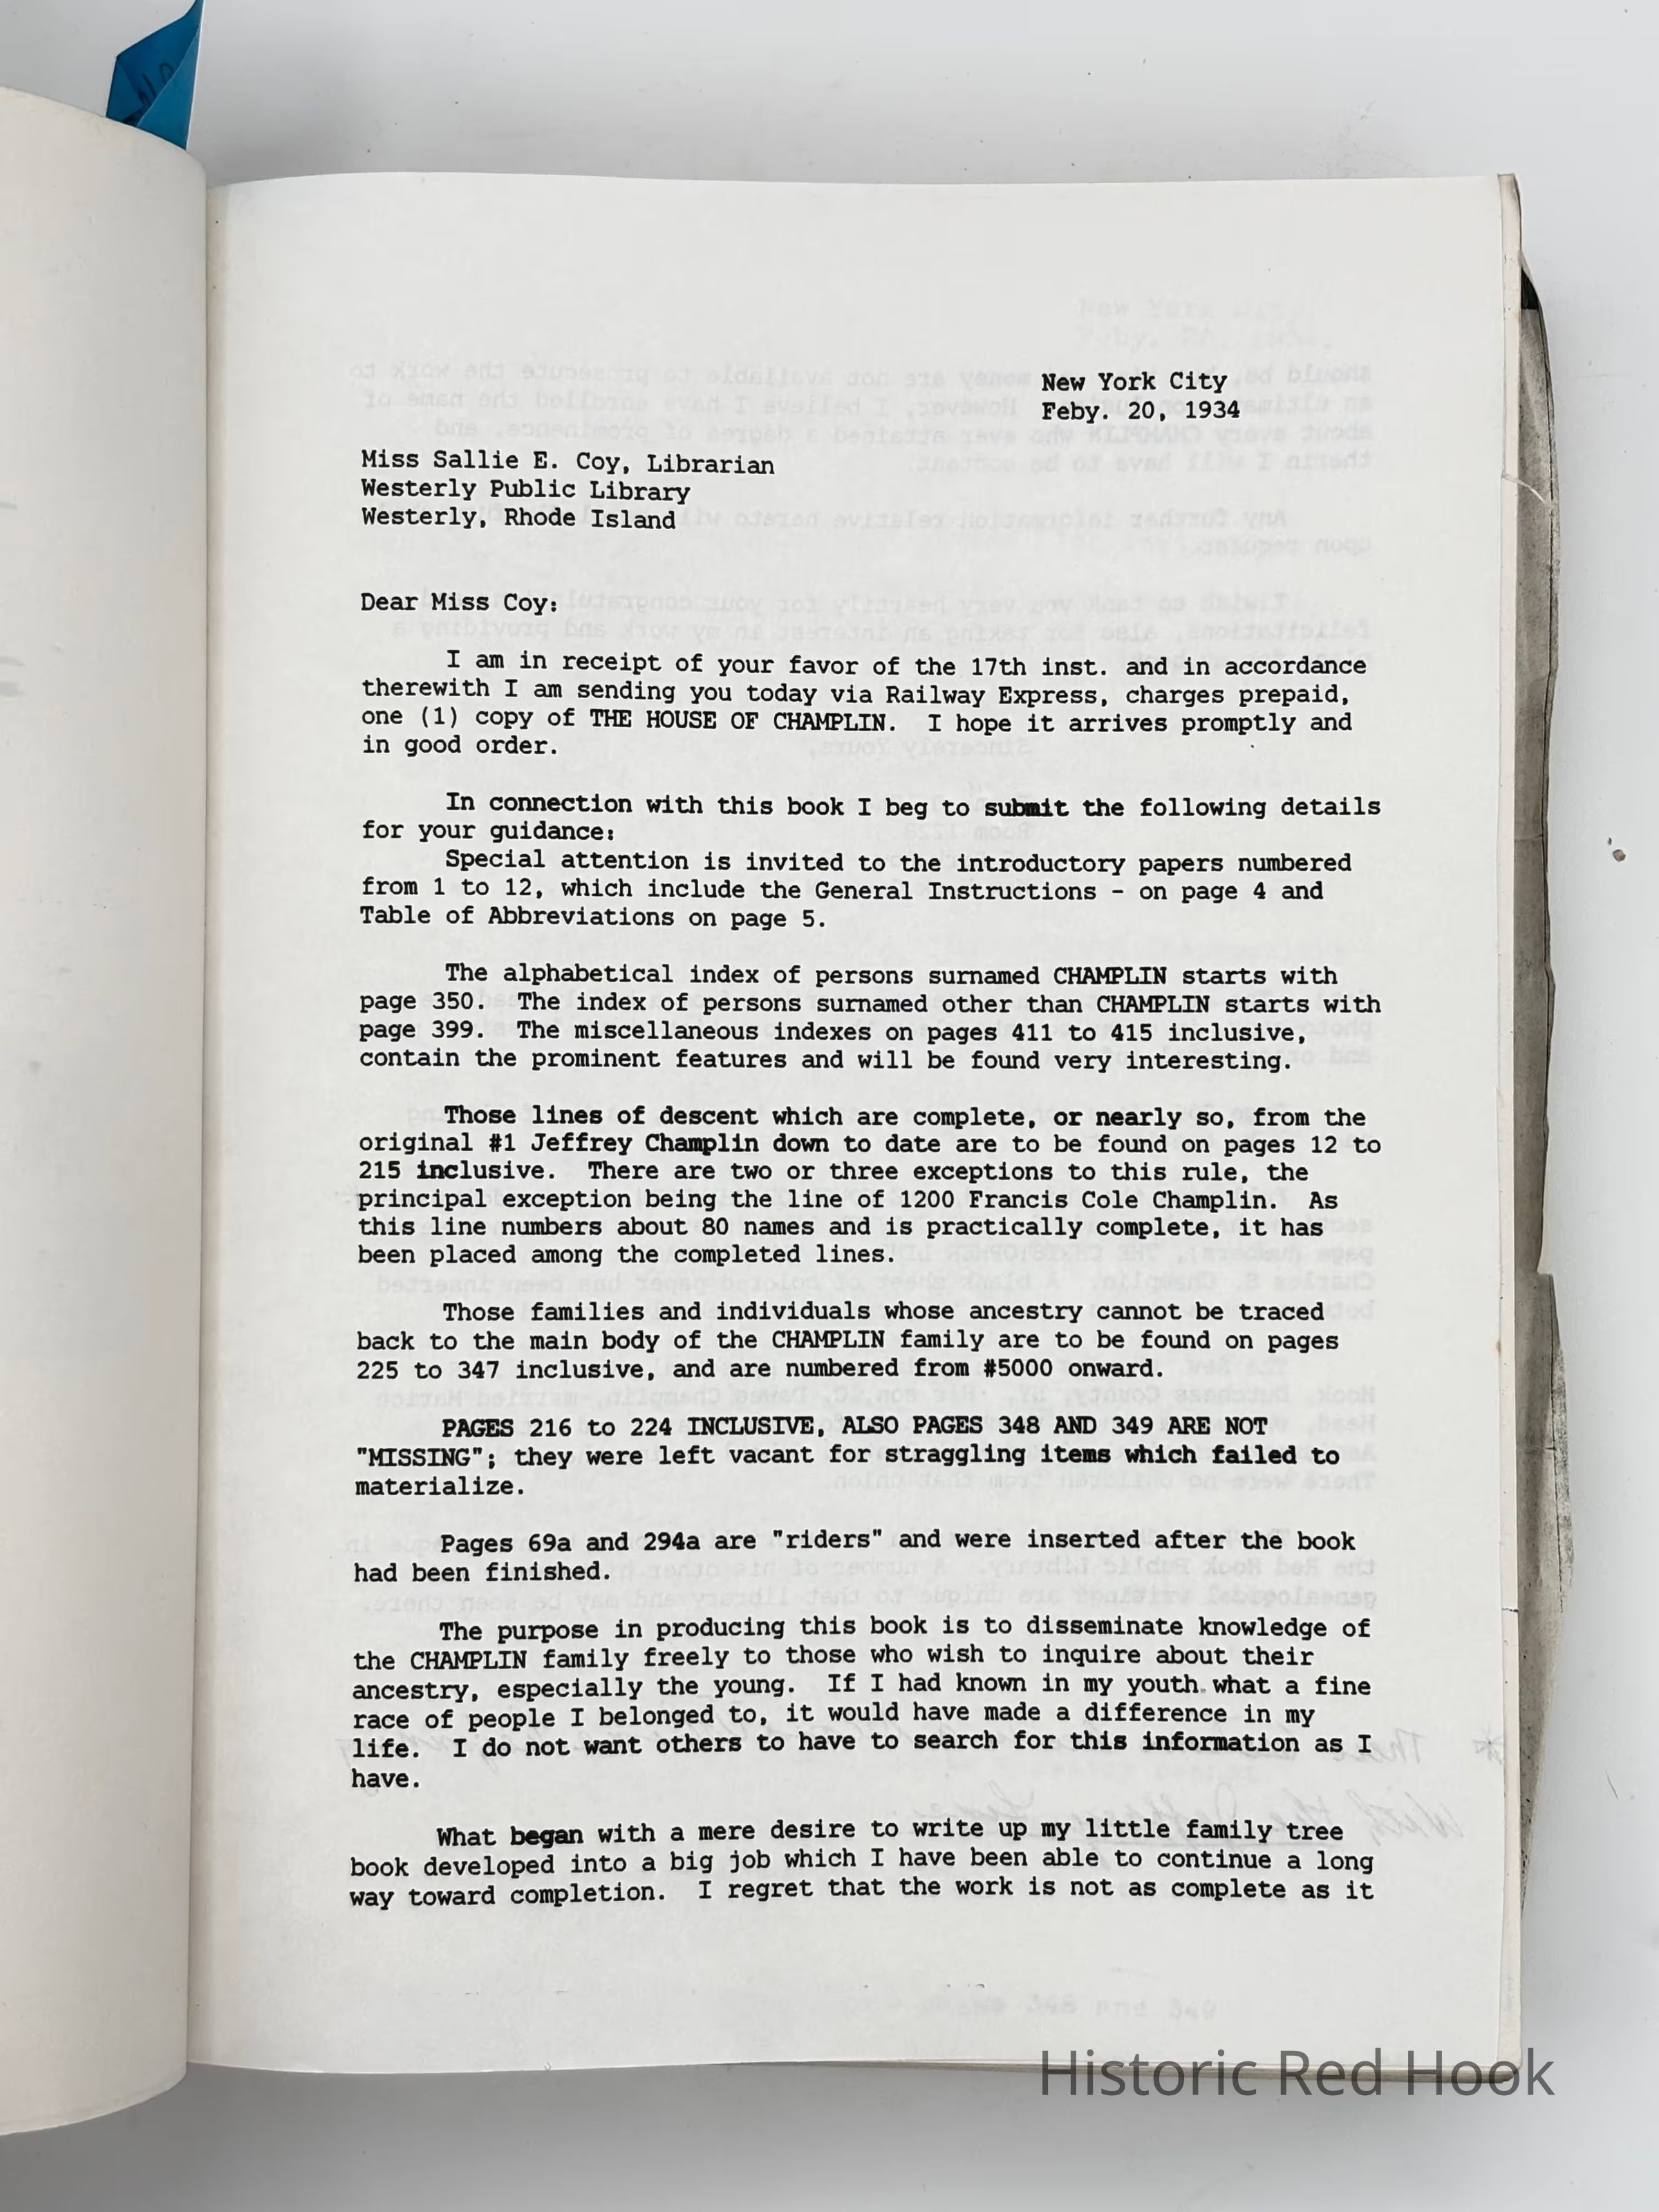 New York City
Feby. 20, 1934
Miss Sallie E. Coy, Librarian
Westerly Public Library
Westerly, Rhode Island
Dear Miss Coy:
I am in receipt of your favor of the 17th inst. and in accordance
therewith I am sending you today via Railway Express, charges prepaid,
one (1) copy of THE HOUSE OF CHAMPLIN. I hope it arrives promptly and
in good order.
In connection with this book I beg to submit the following details
for your guidance:
Special attention is invited to the introductory papers numbered
from 1 to 12, which include the General Instructions - on page 4 and
Table of Abbreviations on page 5.
The alphabetical index of persons surnamed CHAMPLIN starts with
page 350. The index of persons surnamed other than CHAMPLIN starts with
page 399. The miscellaneous indexes on pages 411 to 415 inclusive,
contain the prominent features and will be found very interesting.
Those lines of descent which are complete, or nearly so, from the
original #1 Jeffrey Champlin down to date are to be found on pages 12 to
215 inclusive. There are two or three exceptions to this rule, the
principal exception being the line of 1200 Francis Cole Champlin. As
this line numbers about 80 names and is practically complete, it has
been placed among the completed lines.
Those families and individuals whose ancestry cannot be traced
back to the main body of the CHAMPLIN family are to be found on pages
225 to 347 inclusive, and are numbered from #5000 onward.
PAGES 216 to 224 INCLUSIVE, ALSO PAGES 348 AND 349 ARE NOT
"MISSING"; they were left vacant for straggling items which failed to
materialize.
Pages 69a and 294a are "riders" and were inserted after the book
had been finished.
The purpose in producing this book is to disseminate knowledge of
the CHAMPLIN family freely to those who wish to inquire about their
ancestry, especially the young. If I had known in my youth what a fine
race of people I belonged to, it would have made a difference in my
life. I do not want others to have to search for this information as I
have.
What began with a mere desire to write up my little family tree
book developed into a big job which I have been able to continue a long
way toward completion. I regret that the work is not as complete as it
Historic Red Hook